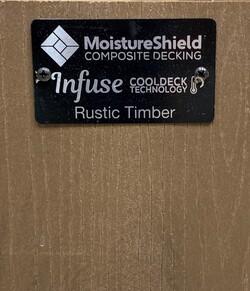 MoistureShield
COMPOSITE DECKING
Infuse COOLDECK TECHNOLOGY
Rustic Timber